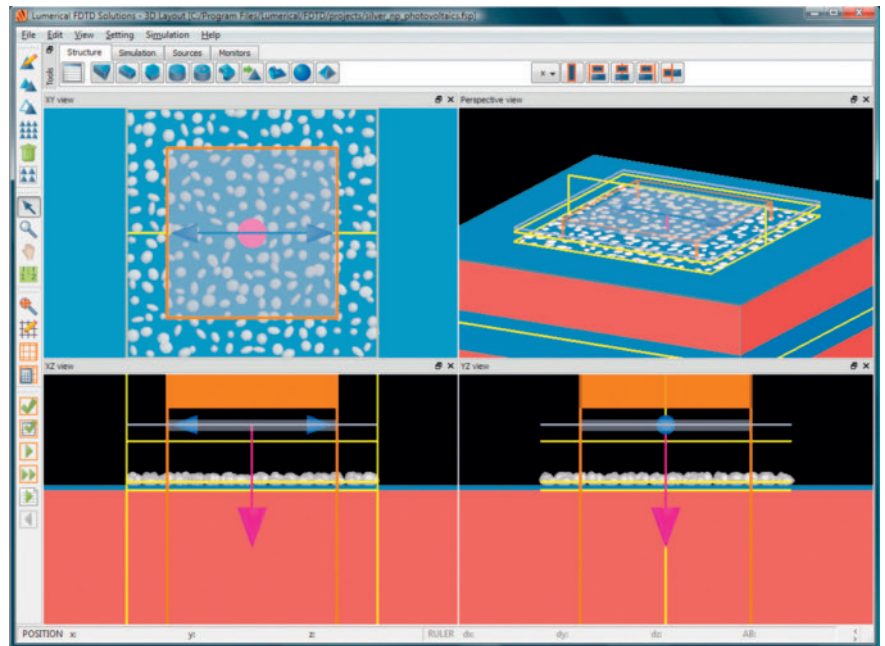 Lumerical FDTD Solutions - 3D Layout [C:/Program Files/Lumerical/FDTD/projects/silver_np_photovoltaics.fsp]
File Edit View Setting Simulation Help
Structure Simulation Sources Monitors
Tools
x
XY view
Perspective view
XZ view
YZ view
POSITION x: y: z: RULER dx: dy: dz: AB: